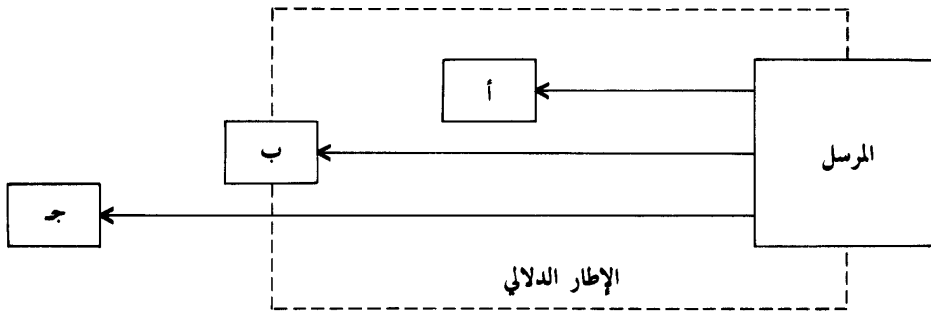 أ
المرسل
ب
جـ
الإطار الدلالي